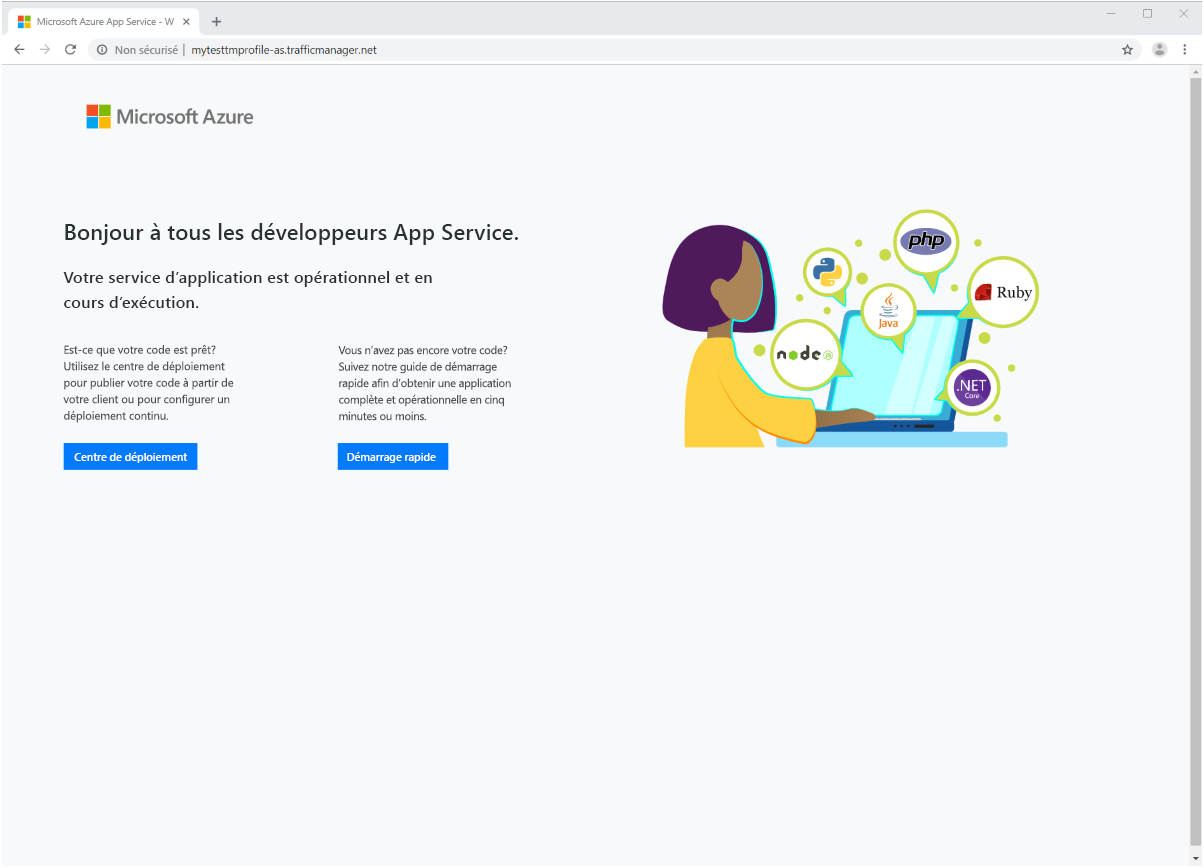 Microsoft Azure App Service - W
Non sécurisé | mytesttmprofile-as.trafficmanager.net
Microsoft Azure
Bonjour à tous les développeurs App Service.
Votre service d’application est opérationnel et en
cours d’exécution.
Est-ce que votre code est prêt?
Utilisez le centre de déploiement
pour publier votre code à partir de
votre client ou pour configurer un
déploiement continu.
Centre de déploiement
Vous n’avez pas encore votre code?
Suivez notre guide de démarrage
rapide afin d’obtenir une application
complète et opérationnelle en cinq
minutes ou moins.
Démarrage rapide
php
Ruby
Java
node
.NET
Core